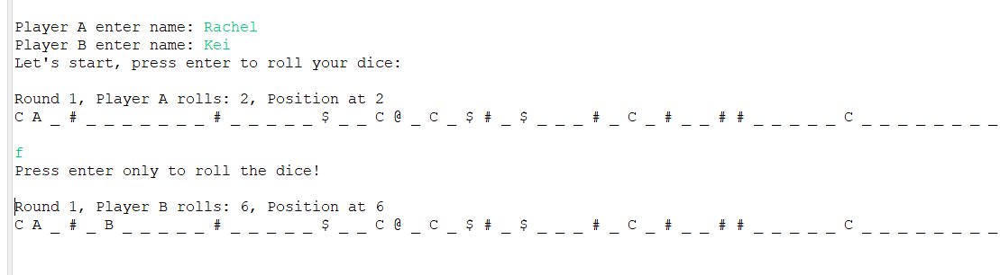 Player A enter name: Rachel
Player B enter name: Kei
Let's start, press enter to roll your dice:
Round 1, Player A rolls: 2, Position at 2
C A _ # _ _ _ _ _ _ _ # _ _ _ _ _ $ _ _ C @ _ C _ $ # _ $ _ _ _ # _ C _ # _ _ # # _ _ _ _ _ C _ _ _ _ _ _ _ _
f
Press enter only to roll the dice!
Round 1, Player B rolls: 6, Position at 6
C A _ # _ B _ _ _ _ _ # _ _ _ _ _ $ _ _ C @ _ C _ $ # _ $ _ _ _ # _ C _ # _ _ # # _ _ _ _ _ C _ _ _ _ _ _ _ _